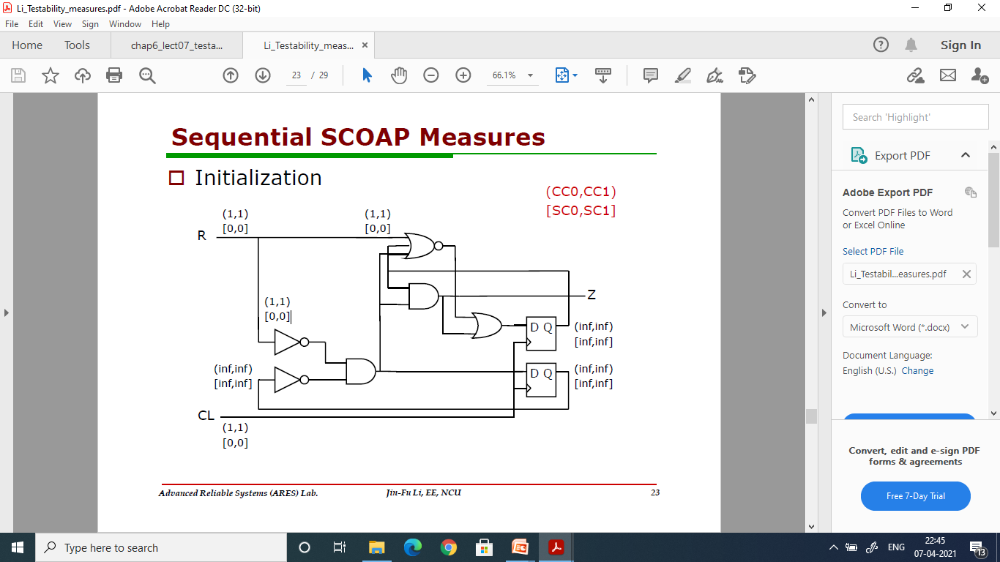 Li_Testability_measures.pdf - Adobe Acrobat Reader DC (32-bit)
File Edit View Sign Window Help
Home Tools chap6_lect07_testa... Li_Testability_meas... ×
23 / 29 66.1%
Sign In
Sequential SCOAP Measures
Initialization
(CC0,CC1)
[SC0,SC1]
(1,1)
[0,0]
R
(1,1)
[0,0]
(1,1)
[0,0]
Z
D Q
(inf,inf)
[inf,inf]
(inf,inf)
[inf,inf]
D Q
(inf,inf)
[inf,inf]
CL
(1,1)
[0,0]
Advanced Reliable Systems (ARES) Lab. Jin-Fu Li, EE, NCU 23
Search 'Highlight'
Export PDF
Adobe Export PDF
Convert PDF Files to Word
or Excel Online
Select PDF File
Li_Testabil...easures.pdf
Convert to
Microsoft Word (*.docx)
Document Language:
English (U.S.) Change
Convert, edit and e-sign PDF
forms & agreements
Free 7-Day Trial
Type here to search
ENG
22:45
07-04-2021
13